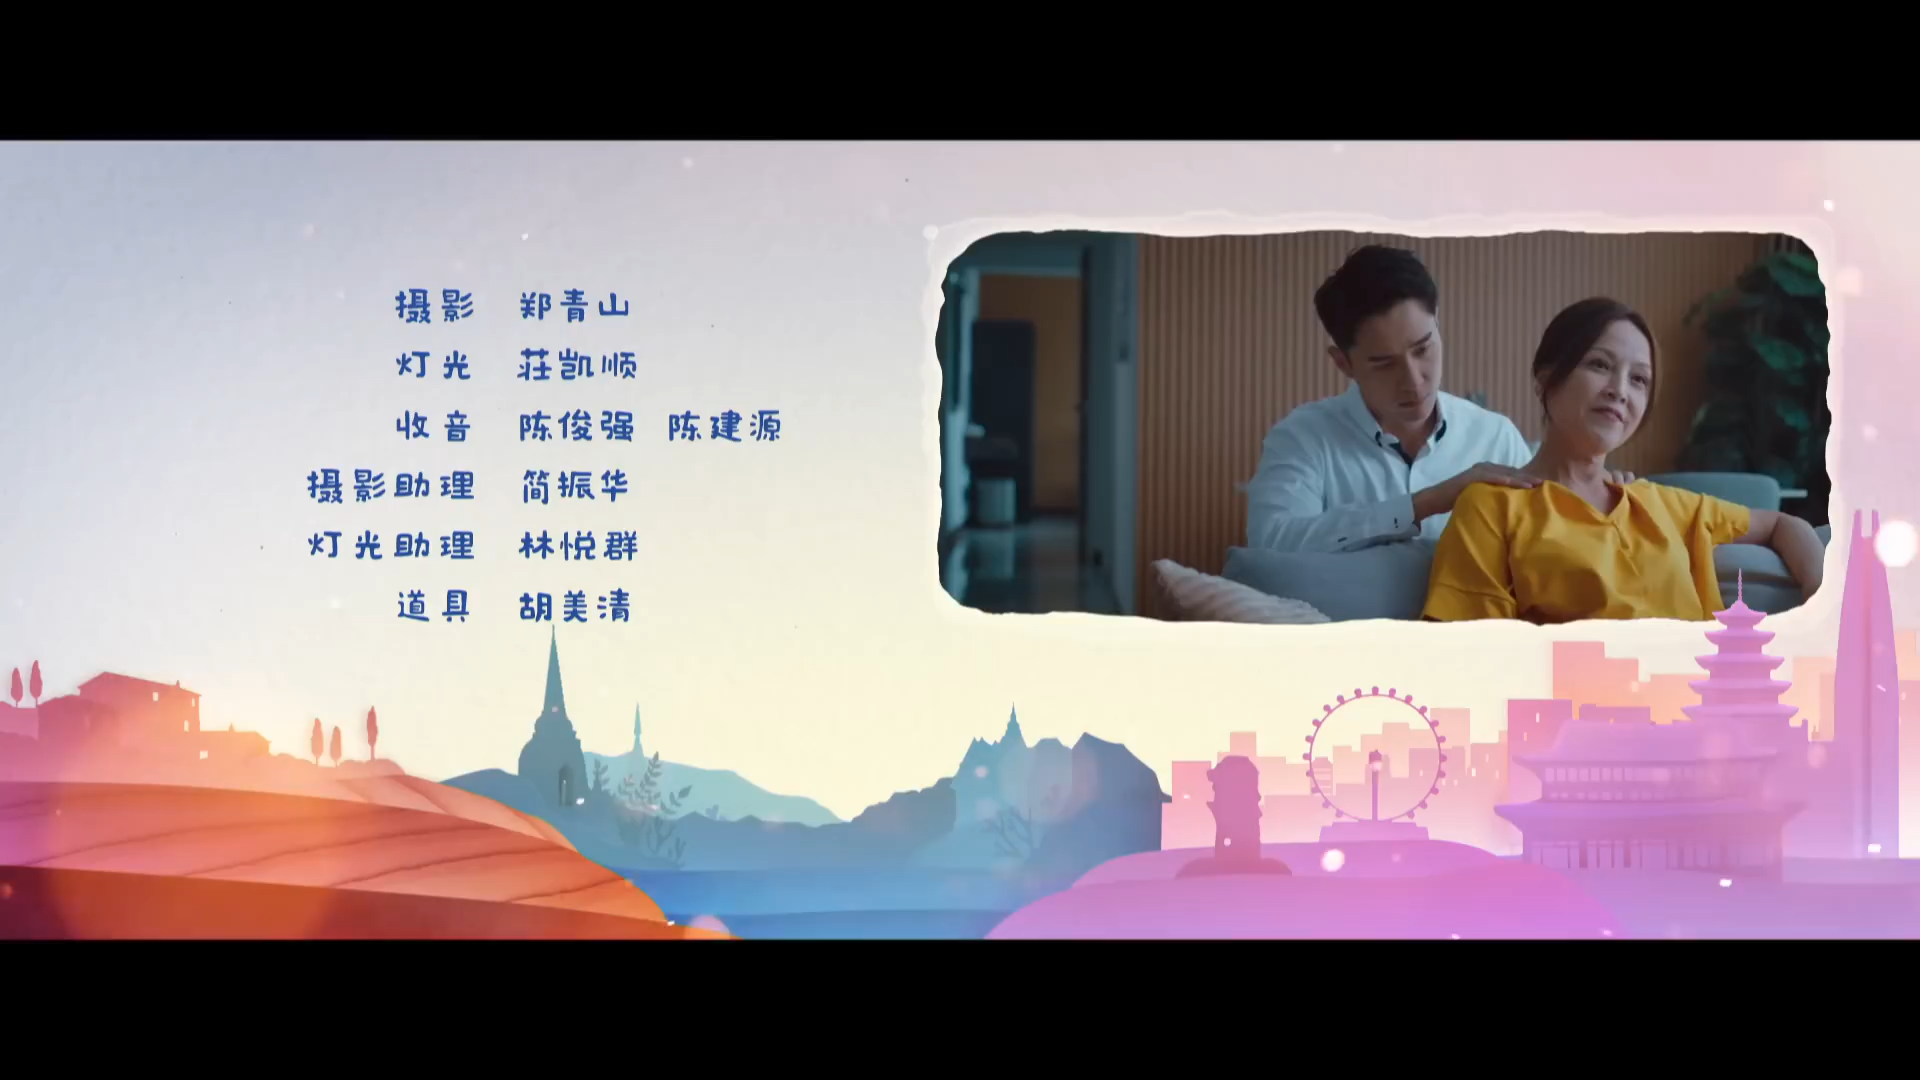 摄影 郑青山
灯光 莊凯顺
收音 陈俊强 陈建源
摄影助理 简振华
灯光助理 林悦群
道具 胡美清